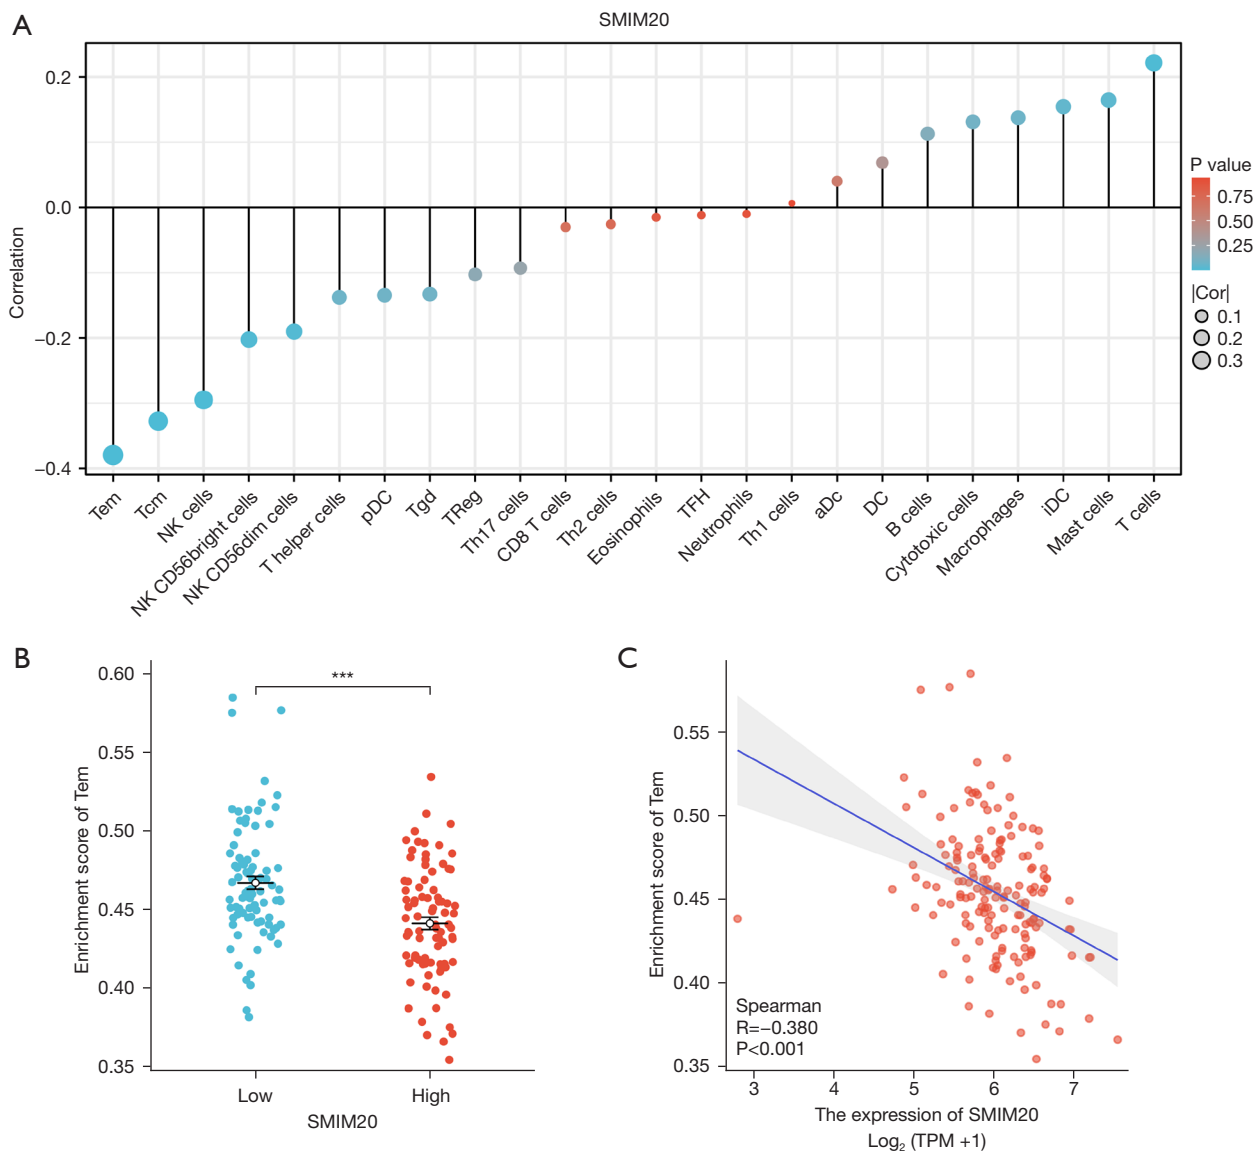 A
SMIM20
0.2
0.0
−0.2
−0.4
Correlation
Tem
Tcm
NK cells
NK CD56bright cells
NK CD56dim cells
T helper cells
pDC
Tgd
TReg
Th17 cells
CD8 T cells
Th2 cells
Eosinophils
TFH
Neutrophils
Th1 cells
aDc
DC
B cells
Cytotoxic cells
Macrophages
iDC
Mast cells
T cells
P value
0.75
0.50
0.25
|Cor|
0.1
0.2
0.3
B
0.60
0.55
0.50
0.45
0.40
0.35
Enrichment score of Tem
***
Low
High
SMIM20
C
0.55
0.50
0.45
0.40
0.35
Enrichment score of Tem
Spearman
R=−0.380
P<0.001
3
4
5
6
7
The expression of SMIM20
Log₂ (TPM +1)